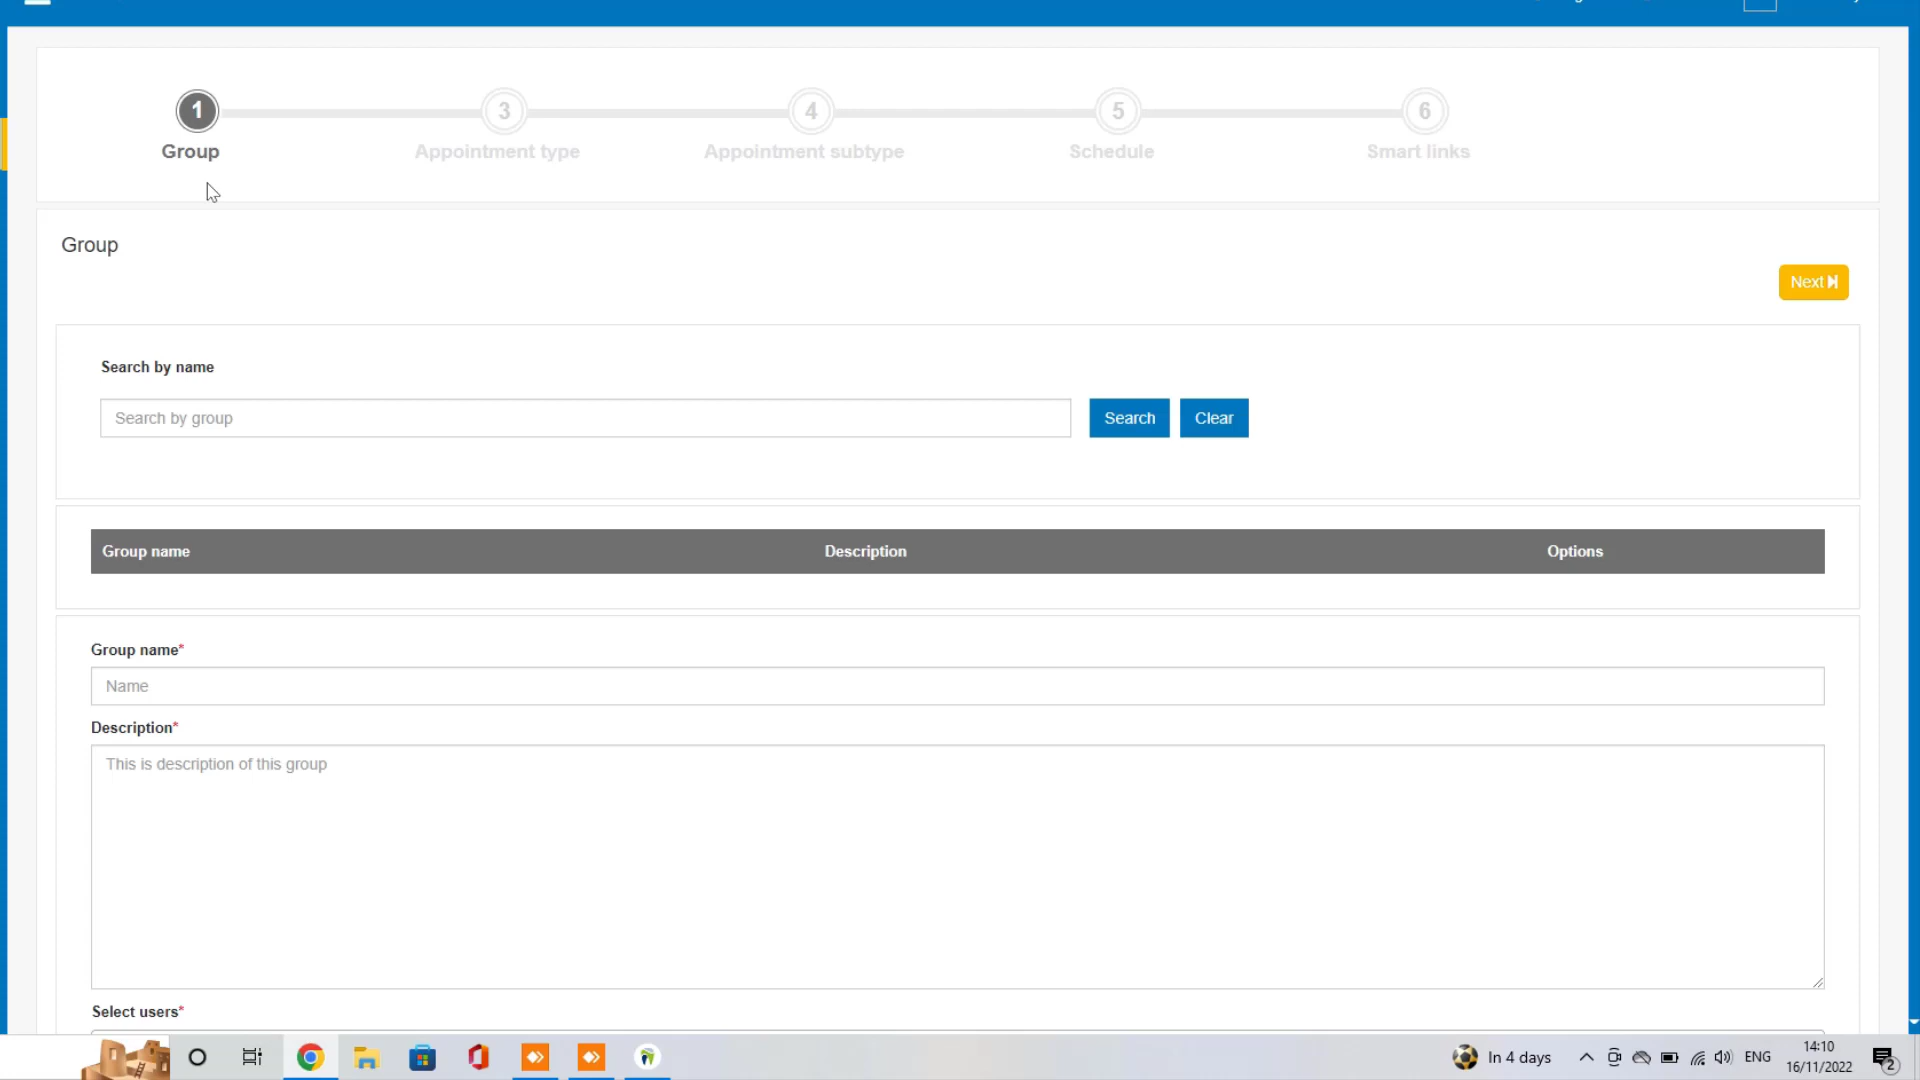 1 3 4 5 6
Group Appointment type Appointment subtype Schedule Smart links
Group
Next
Search by name
Search by group Search Clear
Group name Description Options
Group name*
Name
Description*
This is description of this group
Select users*
In 4 days ENG 14:10
16/11/2022 2